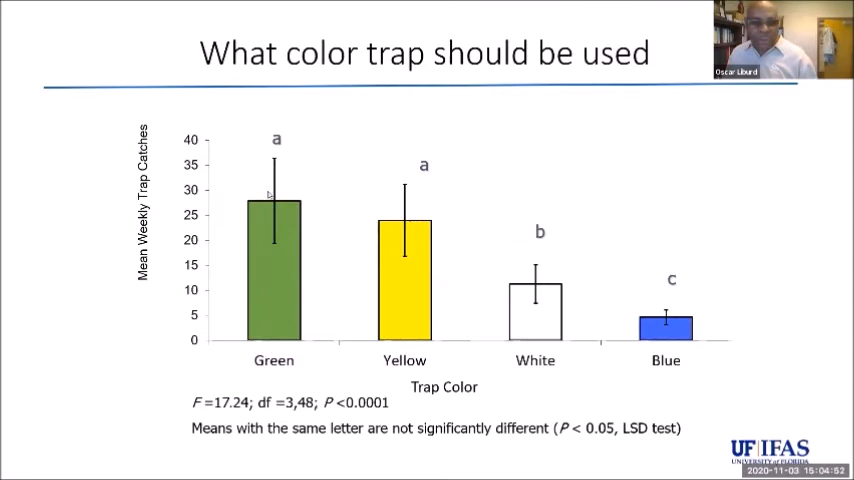 What color trap should be used
Oscar Liburd
Mean Weekly Trap Catches
40
35
30
25
20
15
10
5
0
a
a
b
c
Green Yellow White Blue
Trap Color
F =17.24; df =3,48; P <0.0001
Means with the same letter are not significantly different (P < 0.05, LSD test)
UF IFAS
UNIVERSITY of FLORIDA
2020-11-03 15:04:52